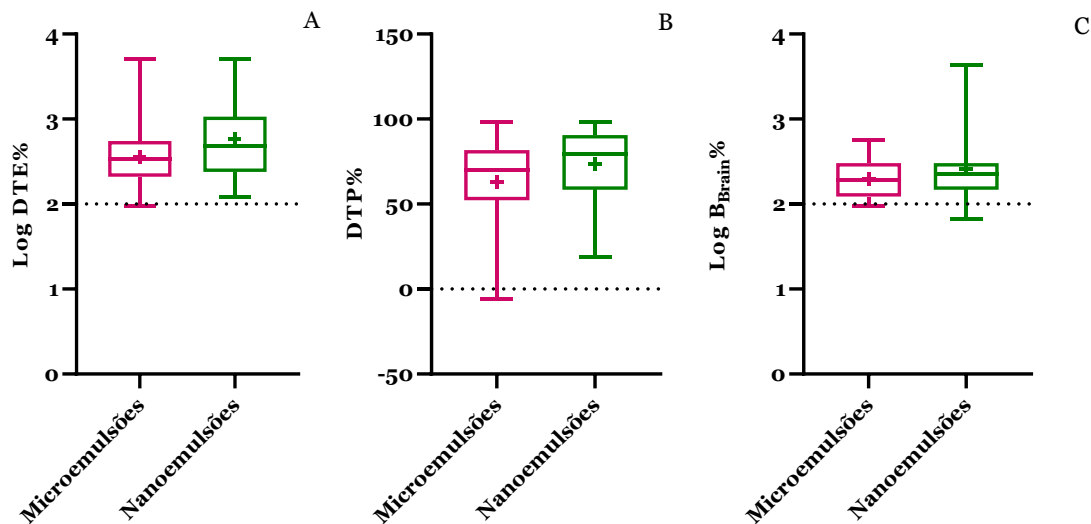 A
Log DTE%
4
3
2
1
0
Microemulsões
Nanoemulsões
B
DTP%
150
100
50
0
-50
Microemulsões
Nanoemulsões
C
Log BBrain%
4
3
2
1
0
Microemulsões
Nanoemulsões